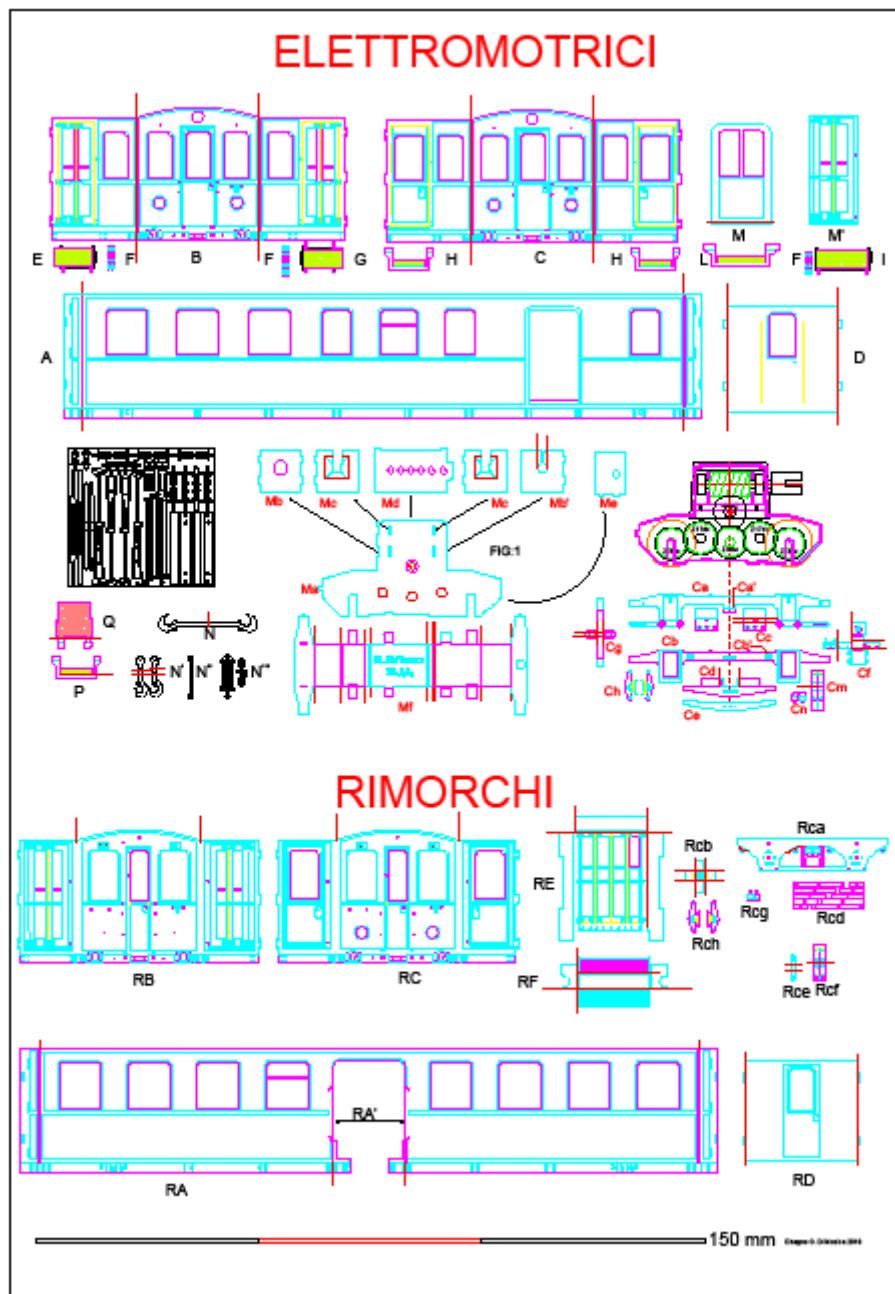 ELETTROMOTRICI
E F B F G H C H L M F M' I
A D
Mb Mc Md Mc Mb' Me
FIG:1
Ma
Mf
Q N
P N' N'' N'''
Ca Ca'
Cg Cb Cc Cf
Cb'
Ch Cd Cm
Ce Cn
RIMORCHI
RB RC
RE RF
Rcb Rca
Rcg Rcd
Rch
Rce Rcf
RA'
RA RD
150 mm